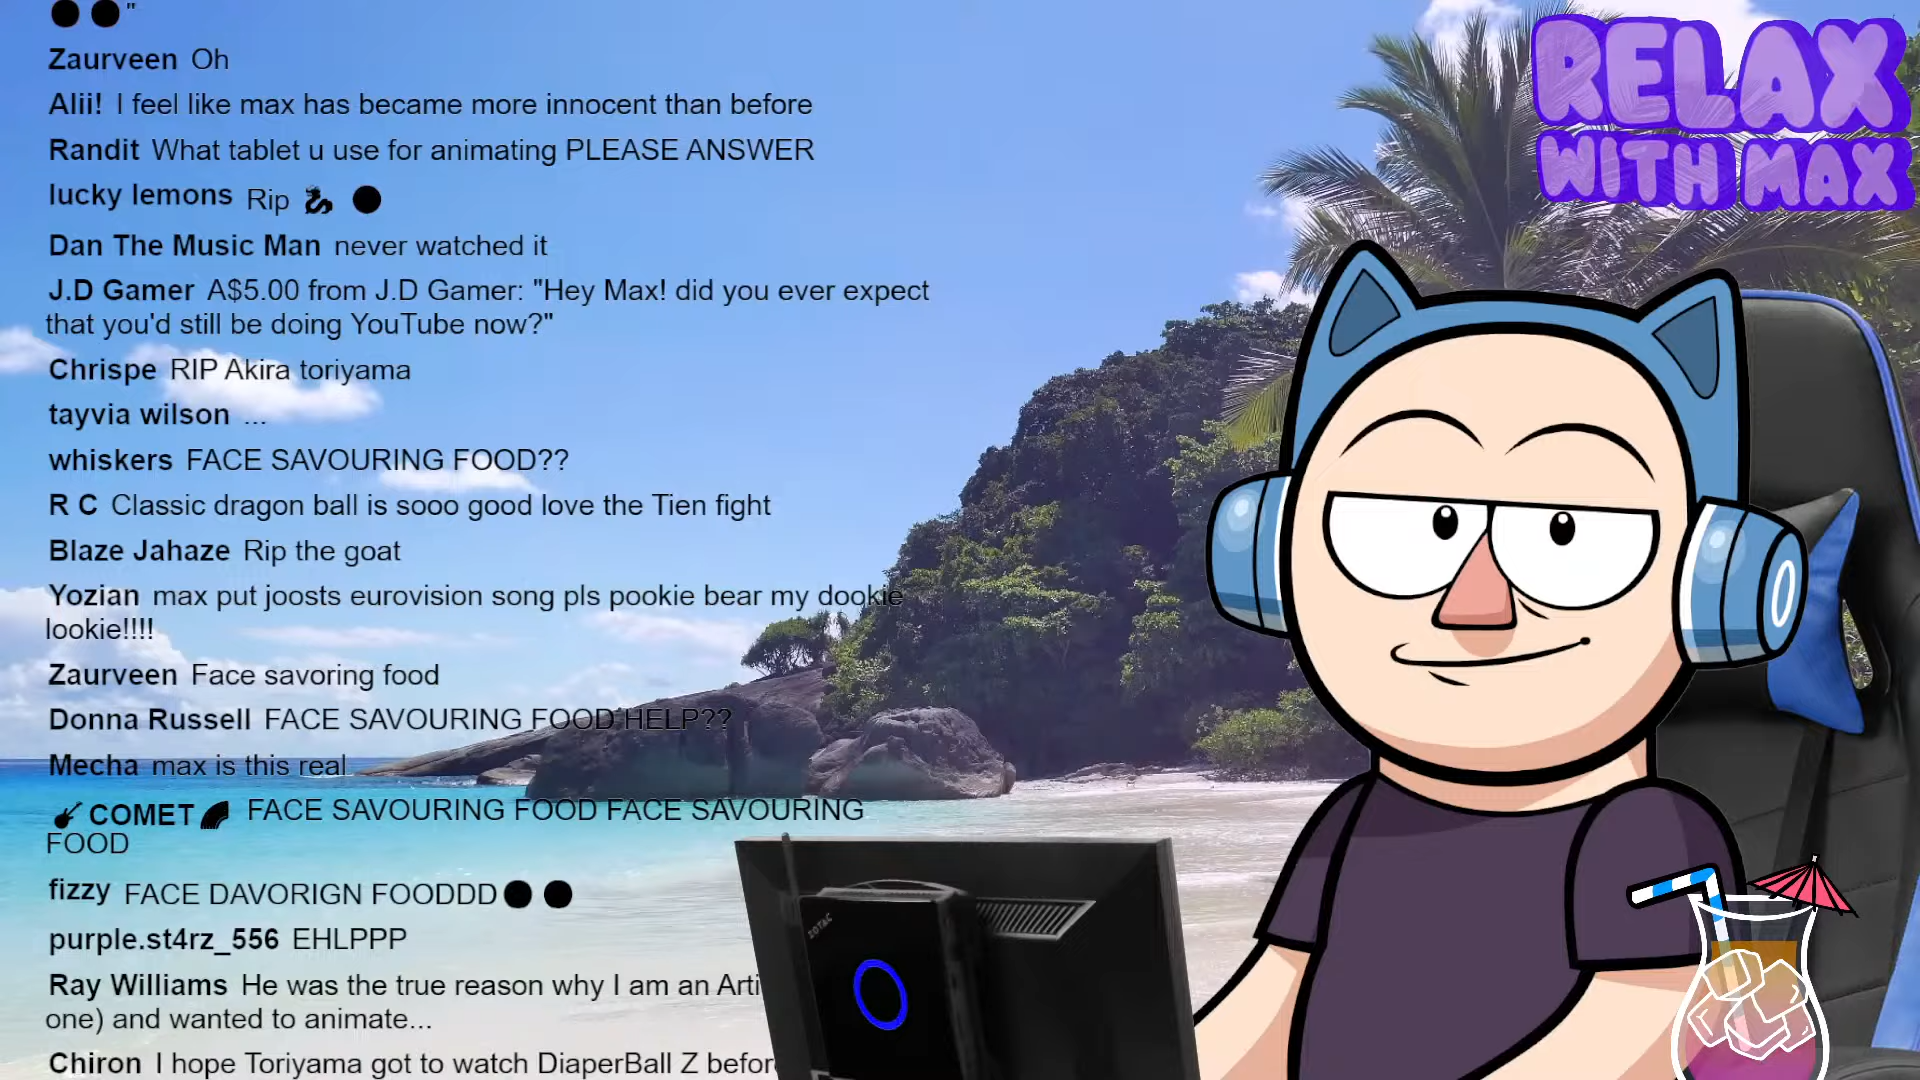 "
Zaurveen Oh
Alii! I feel like max has became more innocent than before
Randit What tablet u use for animating PLEASE ANSWER
lucky lemons Rip
Dan The Music Man never watched it
J.D Gamer A$5.00 from J.D Gamer: "Hey Max! did you ever expect
that you'd still be doing YouTube now?"
Chrispe RIP Akira toriyama
tayvia wilson ...
whiskers FACE SAVOURING FOOD??
R C Classic dragon ball is sooo good love the Tien fight
Blaze Jahaze Rip the goat
Yozian max put joosts eurovision song pls pookie bear my dookie
lookie!!!!
Zaurveen Face savoring food
Donna Russell FACE SAVOURING FOOD HELP??
Mecha max is this real
COMET FACE SAVOURING FOOD FACE SAVOURING
FOOD
fizzy FACE DAVORIGN FOODDD
purple.st4rz_556 EHLPPP
Ray Williams He was the true reason why I am an Arti
one) and wanted to animate...
Chiron I hope Toriyama got to watch DiaperBall Z befor
RELAX
WITH MAX
ZOTAC